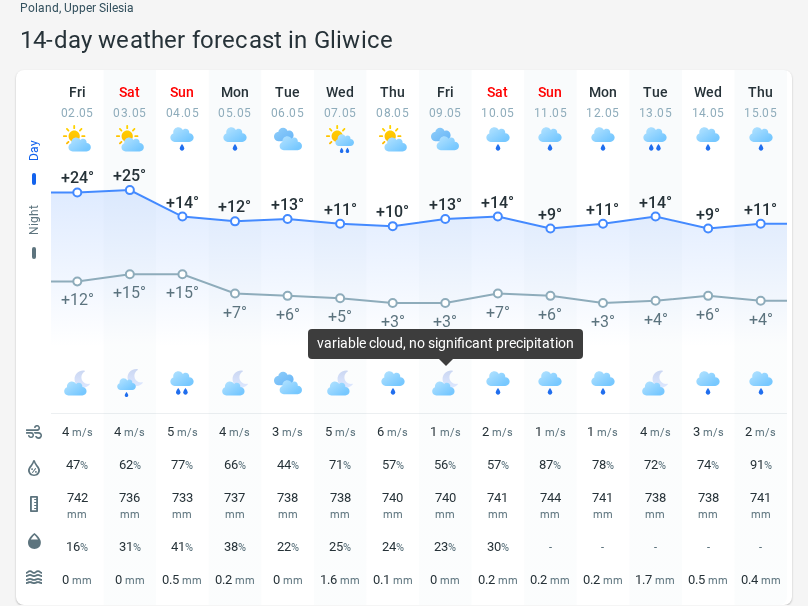 Poland, Upper Silesia
14-day weather forecast in Gliwice
Fri Sat Sun Mon Tue Wed Thu Fri Sat Sun Mon Tue Wed Thu
02.05 03.05 04.05 05.05 06.05 07.05 08.05 09.05 10.05 11.05 12.05 13.05 14.05 15.05
Day
+24° +25° +14° +12° +13° +11° +10° +13° +14° +9° +11° +14° +9° +11°
Night
+12° +15° +15° +7° +6° +5° +3° +3° +7° +6° +3° +4° +6° +4°
variable cloud, no significant precipitation
4 m/s 4 m/s 5 m/s 4 m/s 3 m/s 5 m/s 6 m/s 1 m/s 2 m/s 1 m/s 1 m/s 4 m/s 3 m/s 2 m/s
47% 62% 77% 66% 44% 71% 57% 56% 57% 87% 78% 72% 74% 91%
742 736 733 737 738 738 740 740 741 744 741 738 738 741
mm mm mm mm mm mm mm mm mm mm mm mm mm mm
16% 31% 41% 38% 22% 25% 24% 23% 30% - - - - -
0 mm 0 mm 0.5 mm 0.2 mm 0 mm 1.6 mm 0.1 mm 0 mm 0.2 mm 0.2 mm 0.2 mm 1.7 mm 0.5 mm 0.4 mm